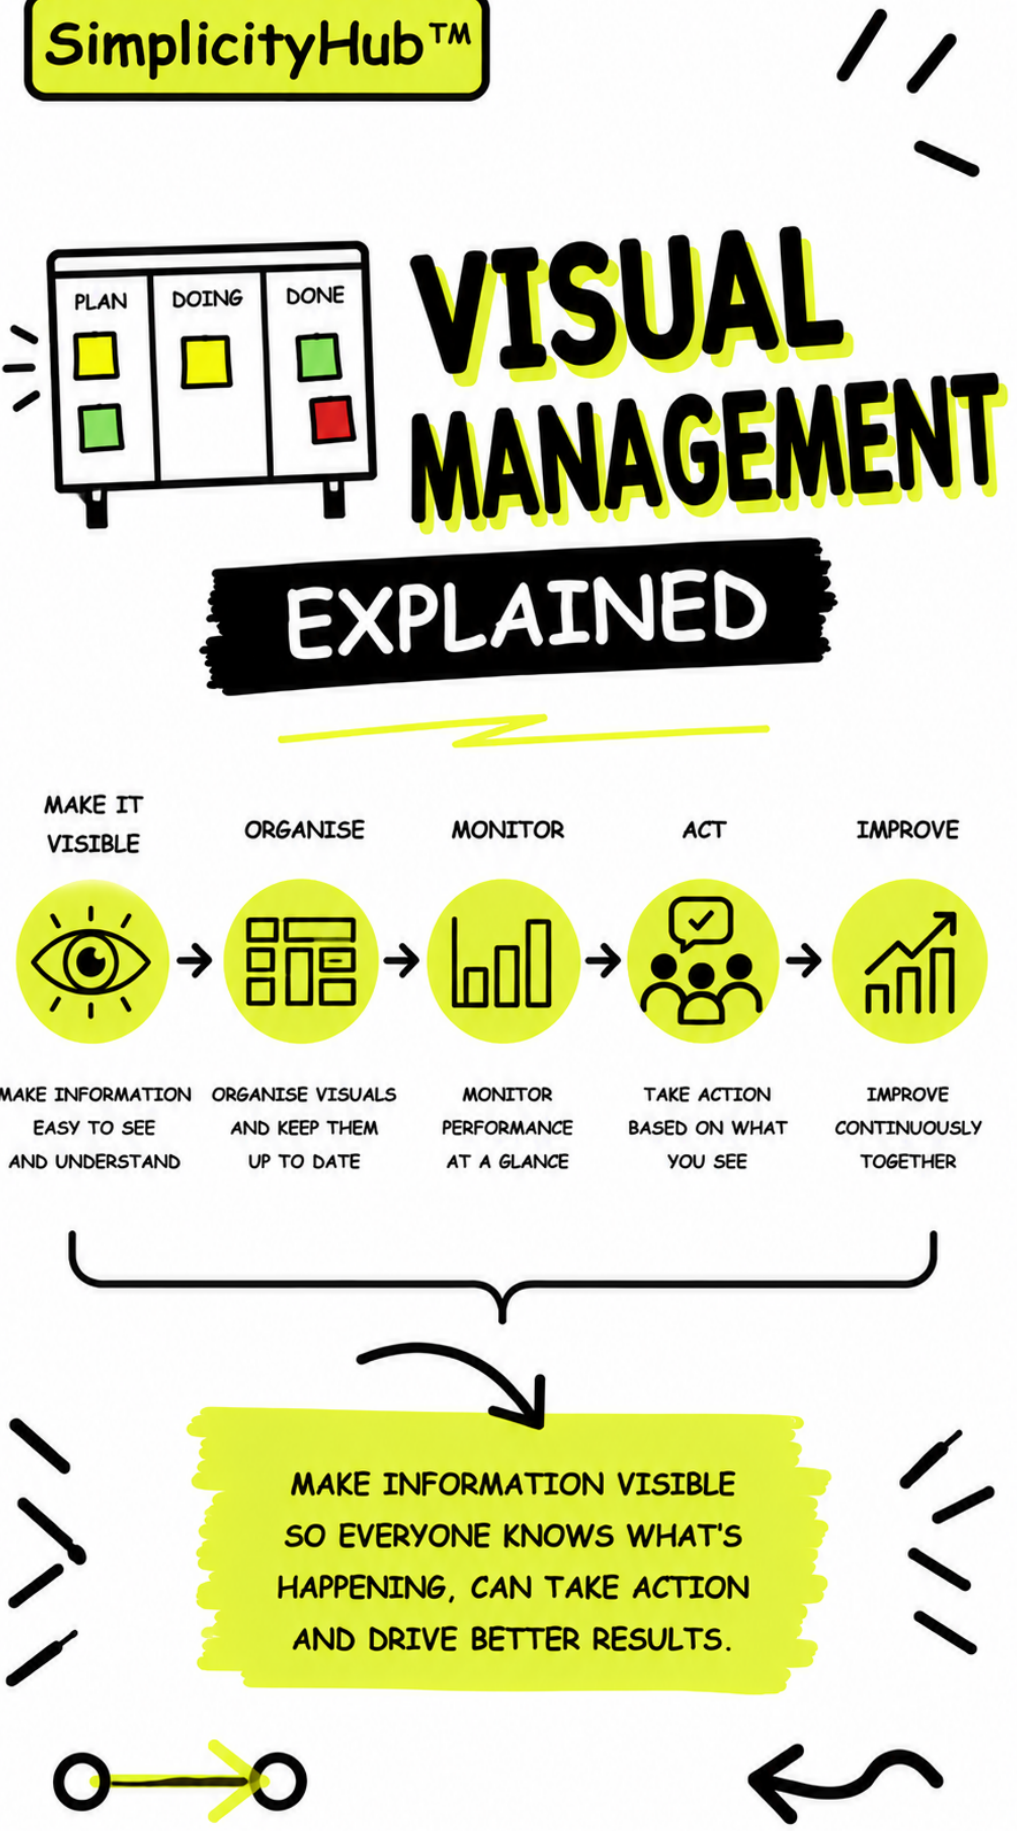 SimplicityHub™
PLAN
DOING
DONE
VISUAL
MANAGEMENT
EXPLAINED
MAKE IT
VISIBLE
ORGANISE
MONITOR
ACT
IMPROVE
MAKE INFORMATION
EASY TO SEE
AND UNDERSTAND
ORGANISE VISUALS
AND KEEP THEM
UP TO DATE
MONITOR
PERFORMANCE
AT A GLANCE
TAKE ACTION
BASED ON WHAT
YOU SEE
IMPROVE
CONTINUOUSLY
TOGETHER
MAKE INFORMATION VISIBLE
SO EVERYONE KNOWS WHAT'S
HAPPENING, CAN TAKE ACTION
AND DRIVE BETTER RESULTS.